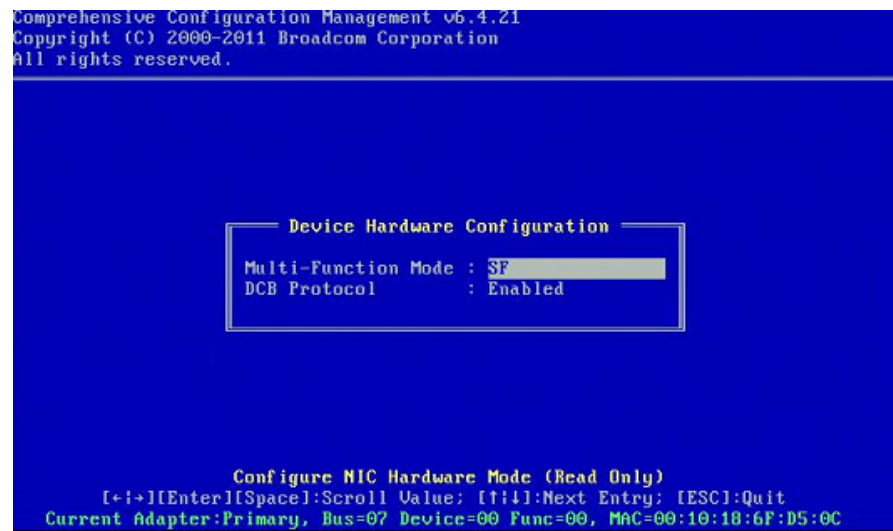 Comprehensive Configuration Management v6.4.21
Copyright (C) 2000-2011 Broadcom Corporation
All rights reserved.
Device Hardware Configuration
Multi-Function Mode : SF
DCB Protocol : Enabled
Configure NIC Hardware Mode (Read Only)
[←¦→][Enter][Space]:Scroll Value; [↑¦↓]:Next Entry; [ESC]:Quit
Current Adapter:Primary, Bus=07 Device=00 Func=00, MAC=00:10:18:6F:D5:0C